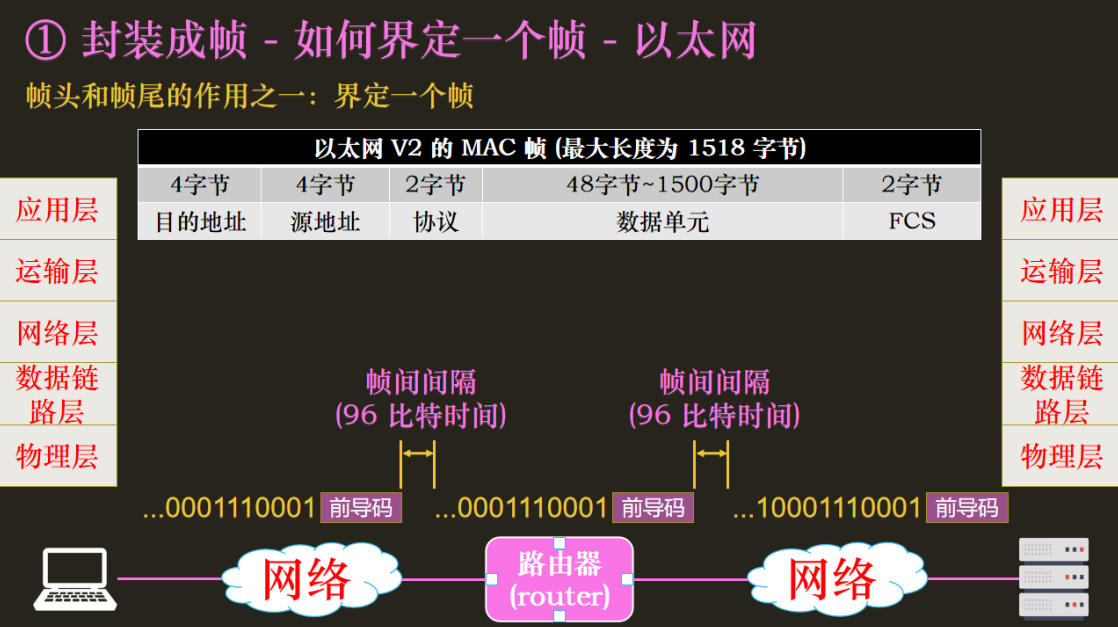 ① 封装成帧 - 如何界定一个帧 - 以太网
帧头和帧尾的作用之一：界定一个帧
以太网 V2 的 MAC 帧 (最大长度为 1518 字节)
4字节 4字节 2字节 48字节~1500字节 2字节
目的地址 源地址 协议 数据单元 FCS
应用层
运输层
网络层
数据链
路层
物理层
应用层
运输层
网络层
数据链
路层
物理层
帧间间隔
(96 比特时间)
帧间间隔
(96 比特时间)
...0001110001 前导码 ...0001110001 前导码 ...10001110001 前导码
网络
路由器
(router)
网络